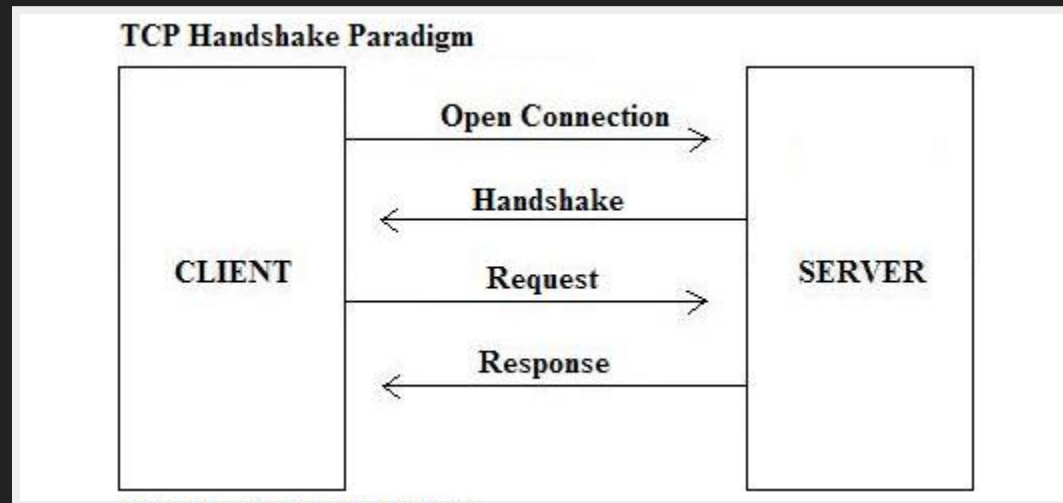 TCP Handshake Paradigm
Open Connection
Handshake
CLIENT
SERVER
Request
Response